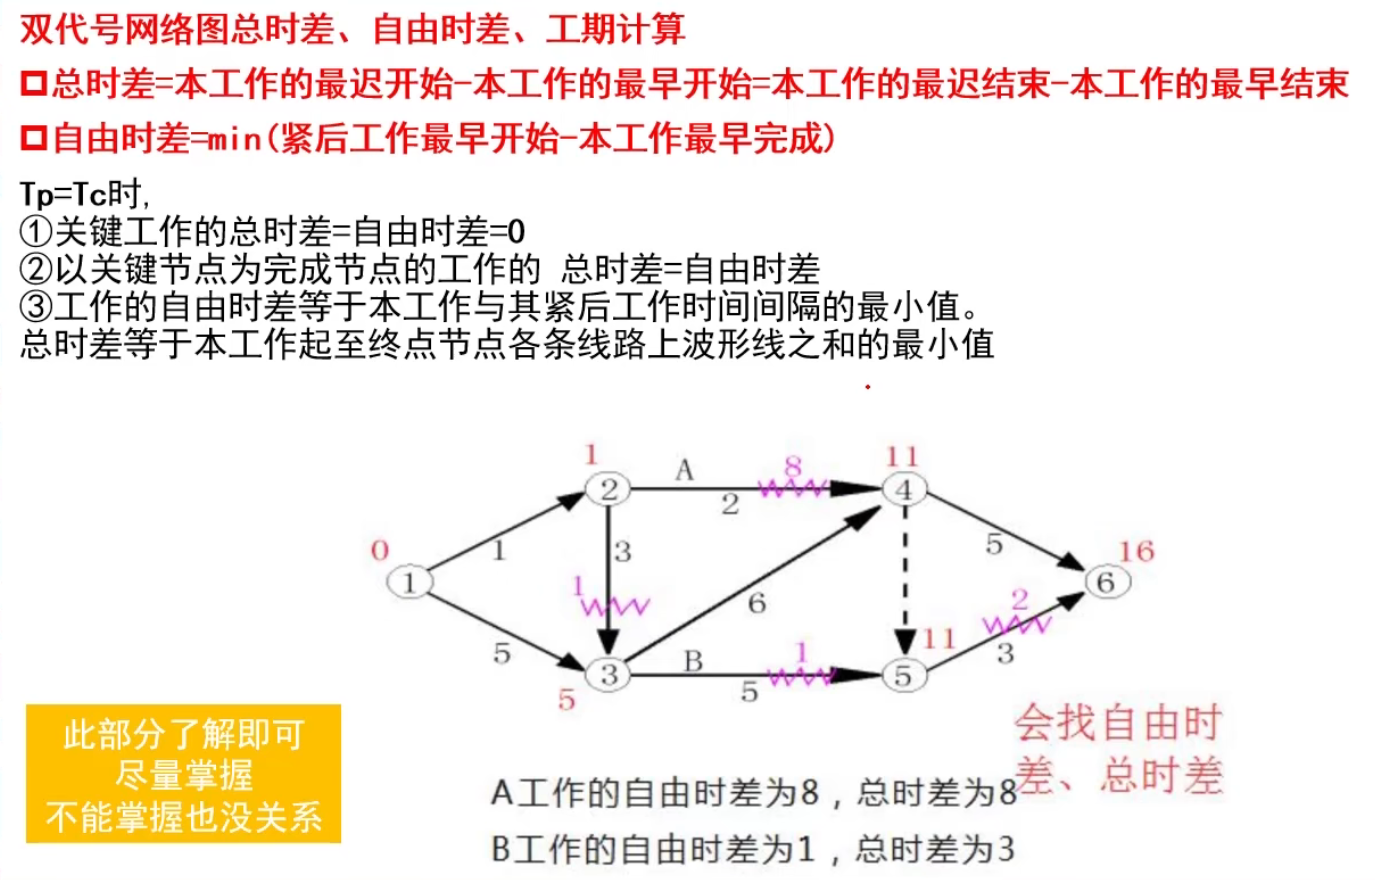 双代号网络图总时差、自由时差、工期计算
总时差=本工作的最迟开始-本工作的最早开始=本工作的最迟结束-本工作的最早结束
自由时差=min(紧后工作最早开始-本工作最早完成)
Tp=Tc时,
①关键工作的总时差=自由时差=0
②以关键节点为完成节点的工作的 总时差=自由时差
③工作的自由时差等于本工作与其紧后工作时间间隔的最小值。
总时差等于本工作起至终点节点各条线路上波形线之和的最小值
1
A
8
11
2
2
4
0
1
3
5
16
1
1
6
6
2
5
B
1
11
3
3
5
5
5
会找自由时
差、总时差
此部分了解即可
尽量掌握
不能掌握也没关系
A工作的自由时差为8，总时差为8
B工作的自由时差为1，总时差为3